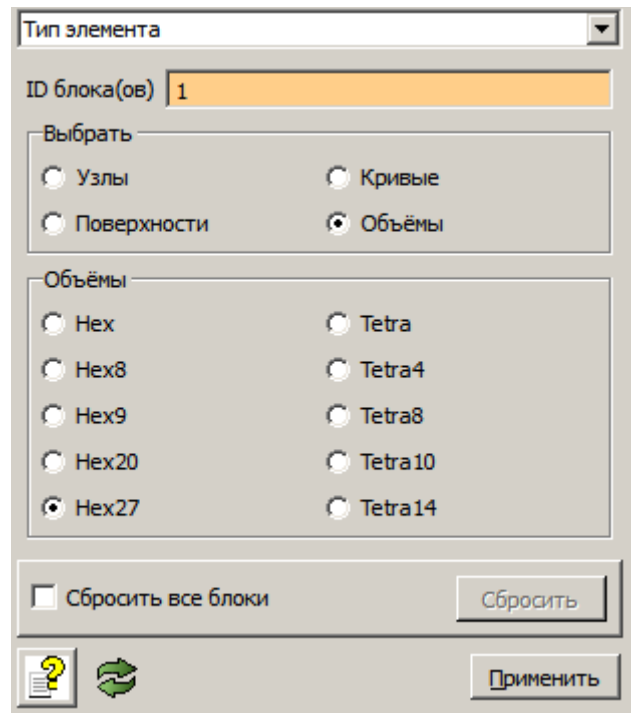 Тип элемента
ID блока(ов) 1
Выбрать
Узлы Кривые
Поверхности Объёмы
Объёмы
Hex Tetra
Hex8 Tetra4
Hex9 Tetra8
Hex20 Tetra10
Hex27 Tetra14
Сбросить все блоки Сбросить
Применить